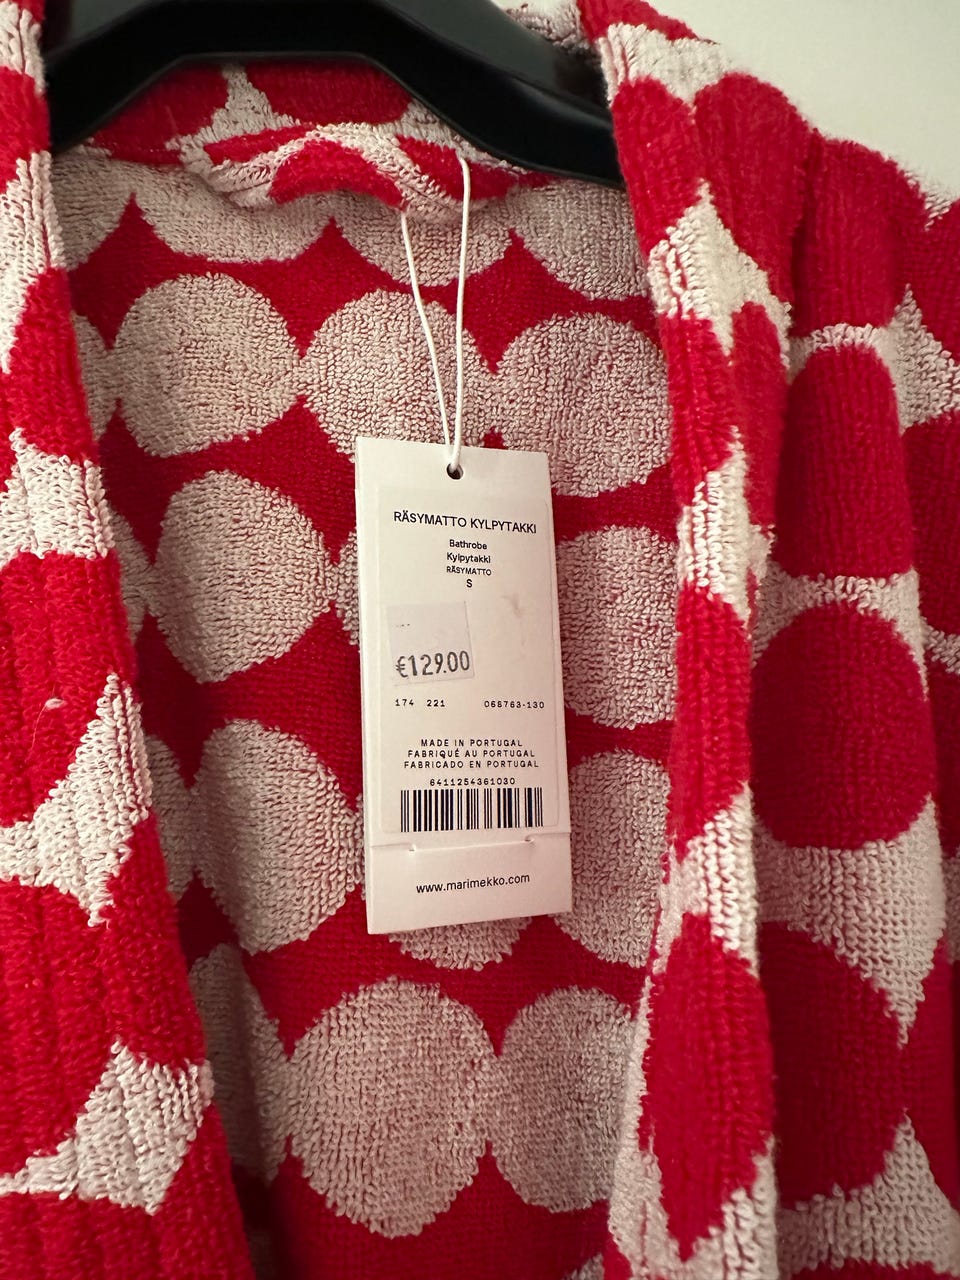 RÄSYMATTO KYLPYTAKKI
Bathrobe
Kylpytakki
RÄSYMATTO
S
€129.00
174 221 068763-130
MADE IN PORTUGAL
FABRIQUÉ AU PORTUGAL
FABRICADO EN PORTUGAL
6411254361030
www.marimekko.com